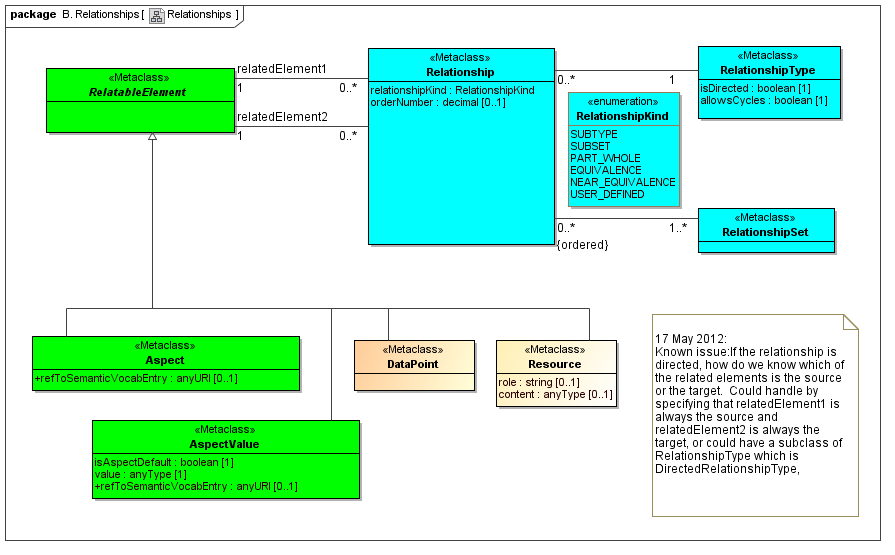 package B. Relationships[ Relationships ]
«Metaclass»
RelatableElement
relatedElement1
1
0..*
relatedElement2
1
0..*
«Metaclass»
Relationship
relationshipKind : RelationshipKind
orderNumber : decimal [0..1]
0..*
1
«Metaclass»
RelationshipType
isDirected : boolean [1]
allowsCycles : boolean [1]
«enumeration»
RelationshipKind
SUBTYPE
SUBSET
PART_WHOLE
EQUIVALENCE
NEAR_EQUIVALENCE
USER_DEFINED
0..*
{ordered}
1..*
«Metaclass»
RelationshipSet
«Metaclass»
Aspect
+refToSemanticVocabEntry : anyURI [0..1]
«Metaclass»
DataPoint
«Metaclass»
Resource
role : string [0..1]
content : anyType [0..1]
«Metaclass»
AspectValue
isAspectDefault : boolean [1]
value : anyType [1]
+refToSemanticVocabEntry : anyURI [0..1]
17 May 2012:
Known issue:If the relationship is
directed, how do we know which of
the related elements is the source
or the target. Could handle by
specifying that relatedElement1 is
always the source and
relatedElement2 is always the
target, or could have a subclass of
RelationshipType which is
DirectedRelationshipType,